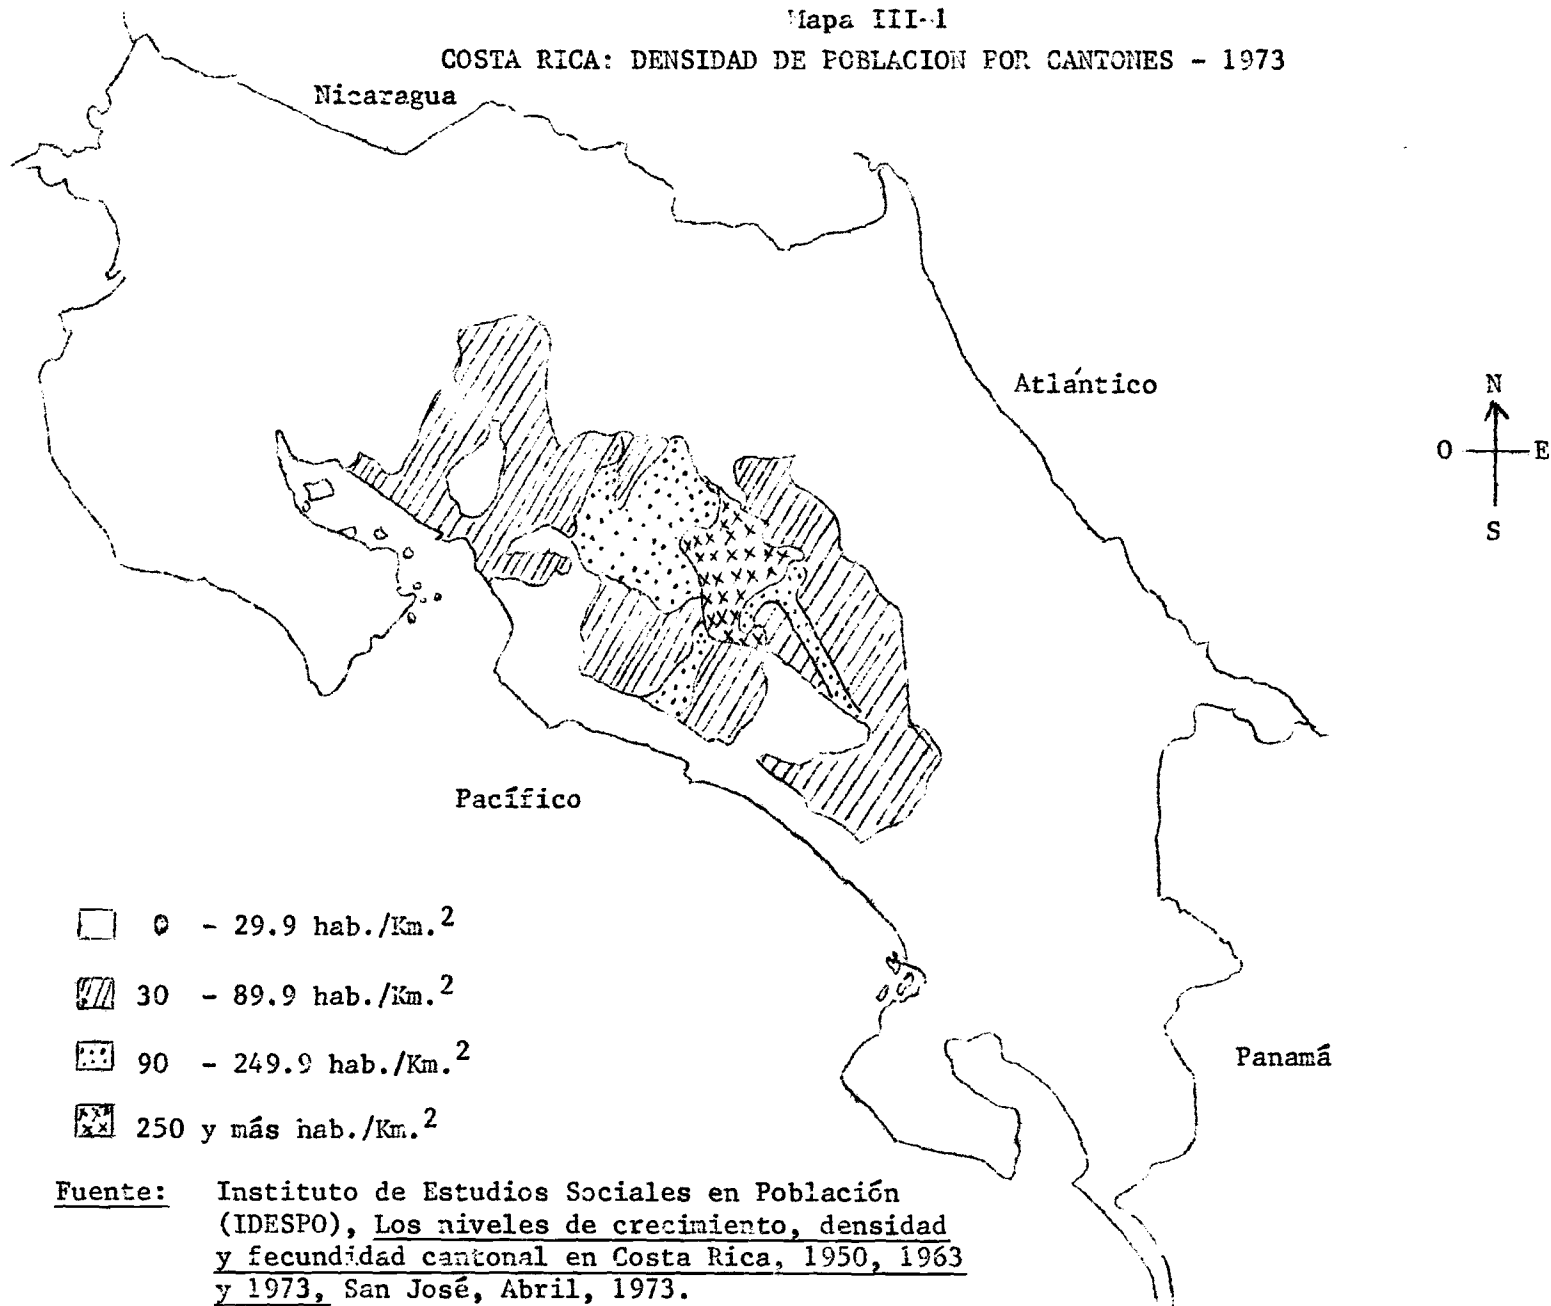 Mapa III-1
COSTA RICA: DENSIDAD DE POBLACION POR CANTONES - 1973
Nicaragua
Atlántico
N
O E
S
Pacífico
0 - 29.9 hab./Km.²
30 - 89.9 hab./Km.²
90 - 249.9 hab./Km.²
250 y más hab./Km.²
Panamá
Fuente: Instituto de Estudios Sociales en Población
(IDESPO), Los niveles de crecimiento, densidad
y fecundidad cantonal en Costa Rica, 1950, 1963
y 1973, San José, Abril, 1973.